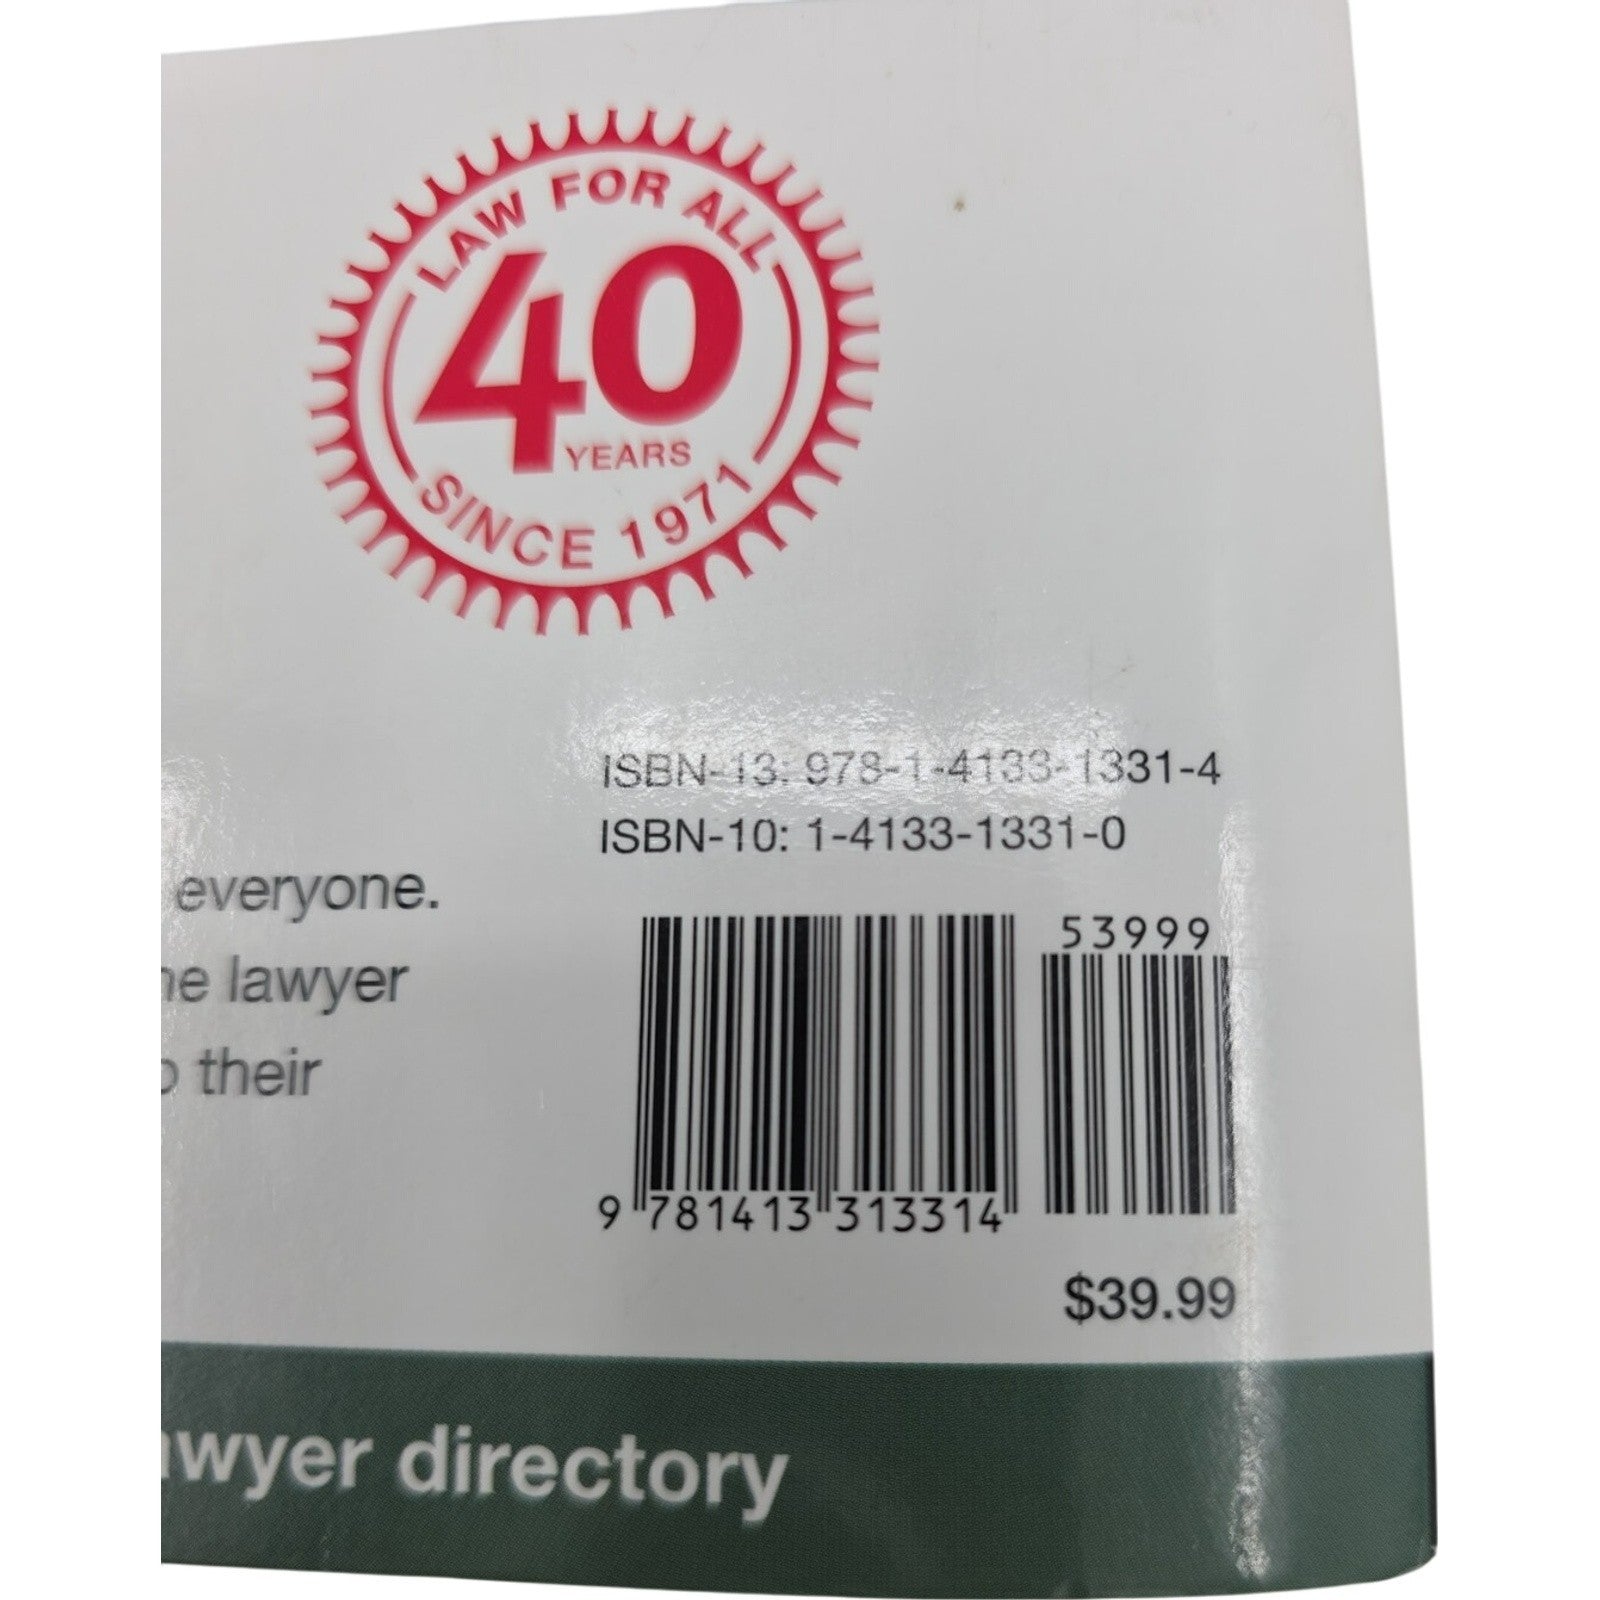 LAW FOR ALL
40
YEARS
SINCE 1971
ISBN-13: 978-1-4133-1331-4
ISBN-10: 1-4133-1331-0
everyone.
lawyer
their
53999
9 781413 313314
$39.99
directory